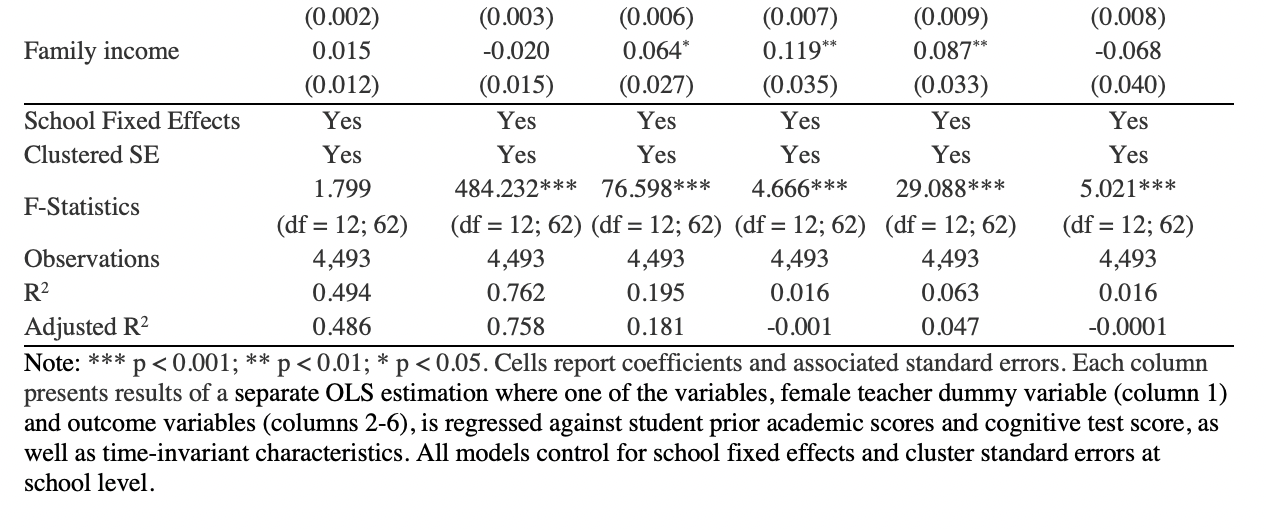 (0.002) (0.003) (0.006) (0.007) (0.009) (0.008)
Family income 0.015 -0.020 0.064* 0.119** 0.087** -0.068
(0.012) (0.015) (0.027) (0.035) (0.033) (0.040)
School Fixed Effects Yes Yes Yes Yes Yes Yes
Clustered SE Yes Yes Yes Yes Yes Yes
F-Statistics 1.799 484.232*** 76.598*** 4.666*** 29.088*** 5.021***
(df = 12; 62) (df = 12; 62) (df = 12; 62) (df = 12; 62) (df = 12; 62) (df = 12; 62)
Observations 4,493 4,493 4,493 4,493 4,493 4,493
R² 0.494 0.762 0.195 0.016 0.063 0.016
Adjusted R² 0.486 0.758 0.181 -0.001 0.047 -0.0001
Note: *** p < 0.001; ** p < 0.01; * p < 0.05. Cells report coefficients and associated standard errors. Each column
presents results of a separate OLS estimation where one of the variables, female teacher dummy variable (column 1)
and outcome variables (columns 2-6), is regressed against student prior academic scores and cognitive test score, as
well as time-invariant characteristics. All models control for school fixed effects and cluster standard errors at
school level.